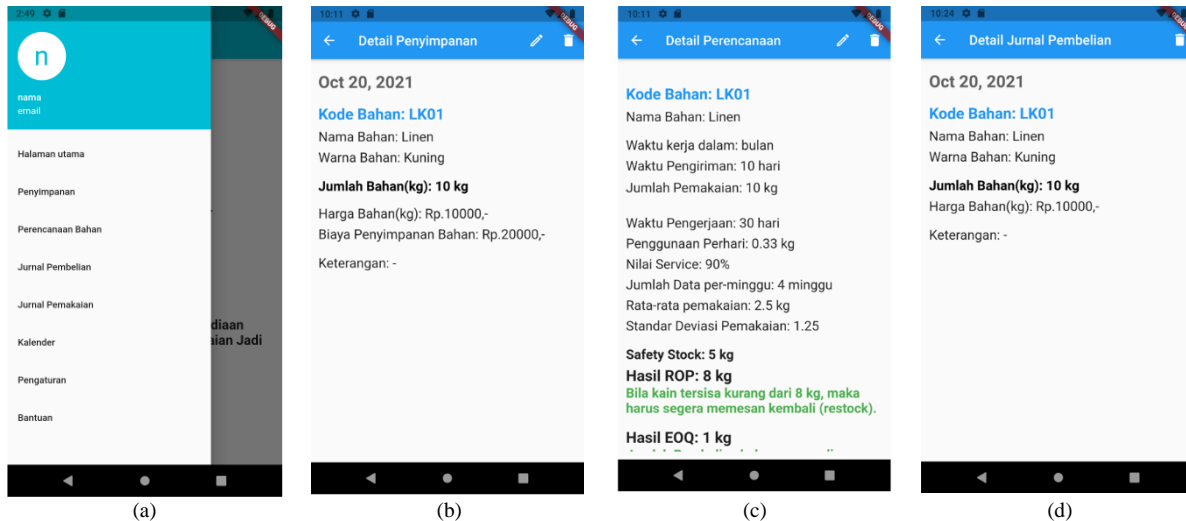 2:49
DEBUG
n
nama
email
Halaman utama
Penyimpanan
Perencanaan Bahan
Jurnal Pembelian
Jurnal Pemakaian
Kalender
Pengaturan
Bantuan
diaan
aian Jadi
(a)
10:11
DEBUG
Detail Penyimpanan
Oct 20, 2021
Kode Bahan: LK01
Nama Bahan: Linen
Warna Bahan: Kuning
Jumlah Bahan(kg): 10 kg
Harga Bahan(kg): Rp.10000,-
Biaya Penyimpanan Bahan: Rp.20000,-
Keterangan: -
(b)
10:11
DEBUG
Detail Perencanaan
Kode Bahan: LK01
Nama Bahan: Linen
Waktu kerja dalam: bulan
Waktu Pengiriman: 10 hari
Jumlah Pemakaian: 10 kg
Waktu Pengerjaan: 30 hari
Penggunaan Perhari: 0.33 kg
Nilai Service: 90%
Jumlah Data per-minggu: 4 minggu
Rata-rata pemakaian: 2.5 kg
Standar Deviasi Pemakaian: 1.25
Safety Stock: 5 kg
Hasil ROP: 8 kg
Bila kain tersisa kurang dari 8 kg, maka
harus segera memesan kembali (restock).
Hasil EOQ: 1 kg
(c)
10:24
DEBUG
Detail Jurnal Pembelian
Oct 20, 2021
Kode Bahan: LK01
Nama Bahan: Linen
Warna Bahan: Kuning
Jumlah Bahan(kg): 10 kg
Harga Bahan(kg): Rp.10000,-
Keterangan: -
(d)